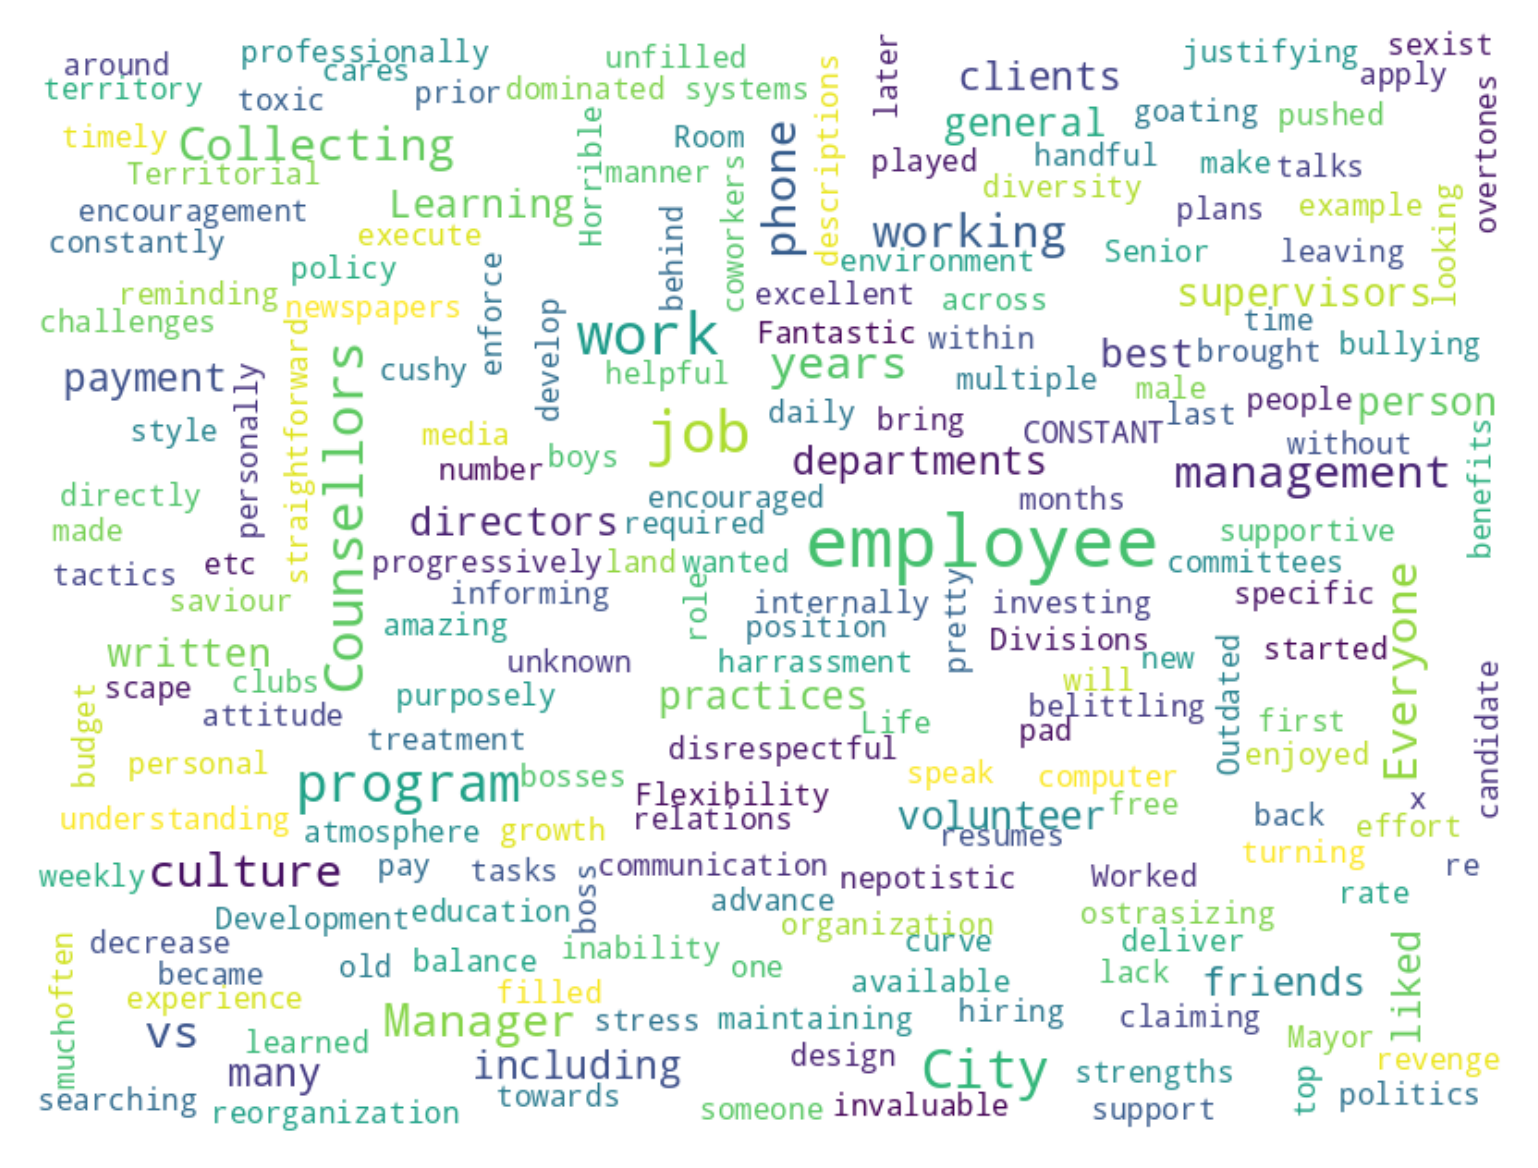 professionally
unfilled
justifying
sexist
around
cares
later
clients
apply
territory
toxic
prior
dominated
systems
descriptions
goating
pushed
overtones
timely
Collecting
Horrible
Room
phone
general
Territorial
manner
played
handful
make
talks
encouragement
Learning
coworkers
diversity
plans
example
constantly
execute
behind
working
Senior
leaving
looking
policy
enforce
environment
reminding
newspapers
develop
excellent
across
supervisors
challenges
straightforward
work
Fantastic
within
time
payment
personally
Counsellors
cushy
helpful
years
multiple
best
brought
bullying
style
media
job
daily
bring
male
last
people
person
number
boys
departments
CONSTANT
without
benefits
directly
encouraged
months
management
made
directors
required
employee
supportive
tactics
etc
progressively
land
wanted
committees
saviour
informing
role
internally
pretty
investing
specific
Everyone
amazing
position
Divisions
written
unknown
harrassment
new
Outdated
started
candidate
scape
clubs
purposely
practices
will
budget
attitude
Life
belittling
first
treatment
disrespectful
pad
enjoyed
personal
program
bosses
speak
computer
Flexibility
x
understanding
atmosphere
growth
relations
volunteer
free
back
effort
resumes
turning
weekly
culture
pay
tasks
boss
communication
nepotistic
Worked
re
advance
rate
Development
education
organization
ostrasizing
decrease
inability
curve
deliver
liked
often
became
old
balance
one
available
lack
friends
experience
filled
much
vs
learned
Manager
stress
maintaining
hiring
claiming
Mayor
many
including
design
City
strengths
top
revenge
searching
reorganization
towards
someone
invaluable
support
politics